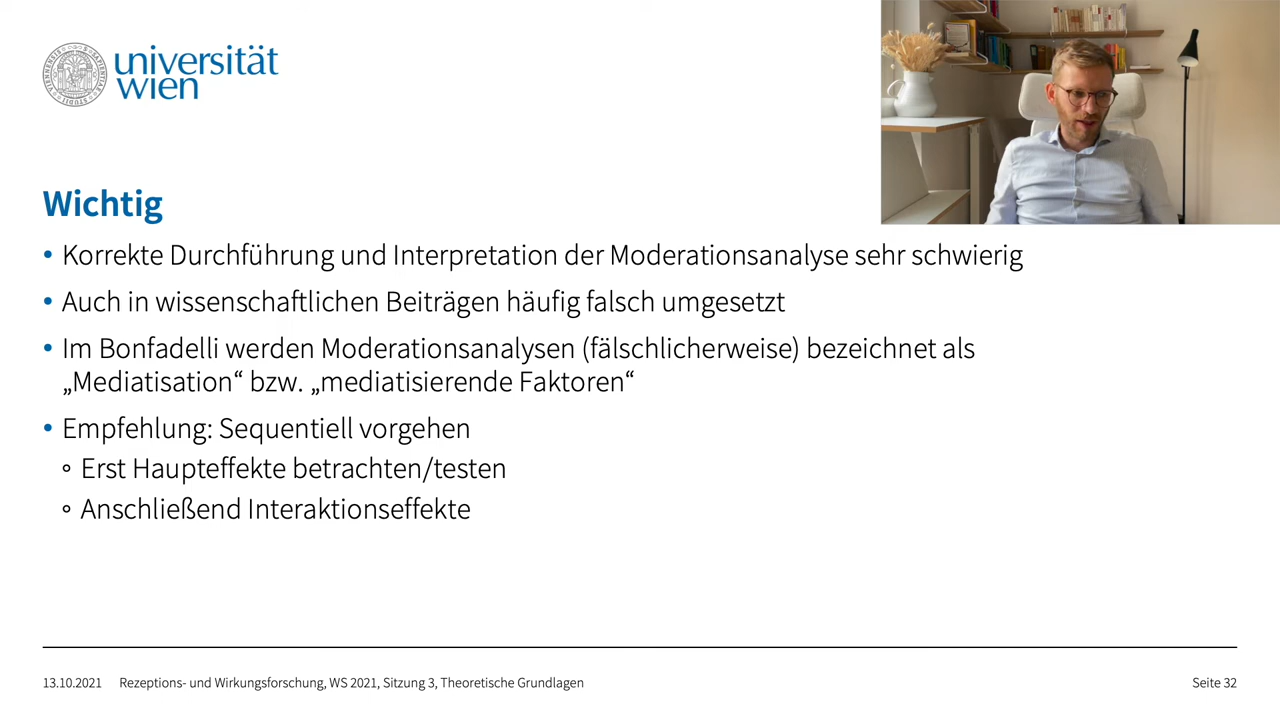 universität
wien
Wichtig
• Korrekte Durchführung und Interpretation der Moderationsanalyse sehr schwierig
• Auch in wissenschaftlichen Beiträgen häufig falsch umgesetzt
• Im Bonfadelli werden Moderationsanalysen (fälschlicherweise) bezeichnet als
„Mediatisation“ bzw. „mediatisierende Faktoren“
• Empfehlung: Sequentiell vorgehen
∘ Erst Haupteffekte betrachten/testen
∘ Anschließend Interaktionseffekte
13.10.2021 Rezeptions- und Wirkungsforschung, WS 2021, Sitzung 3, Theoretische Grundlagen Seite 32